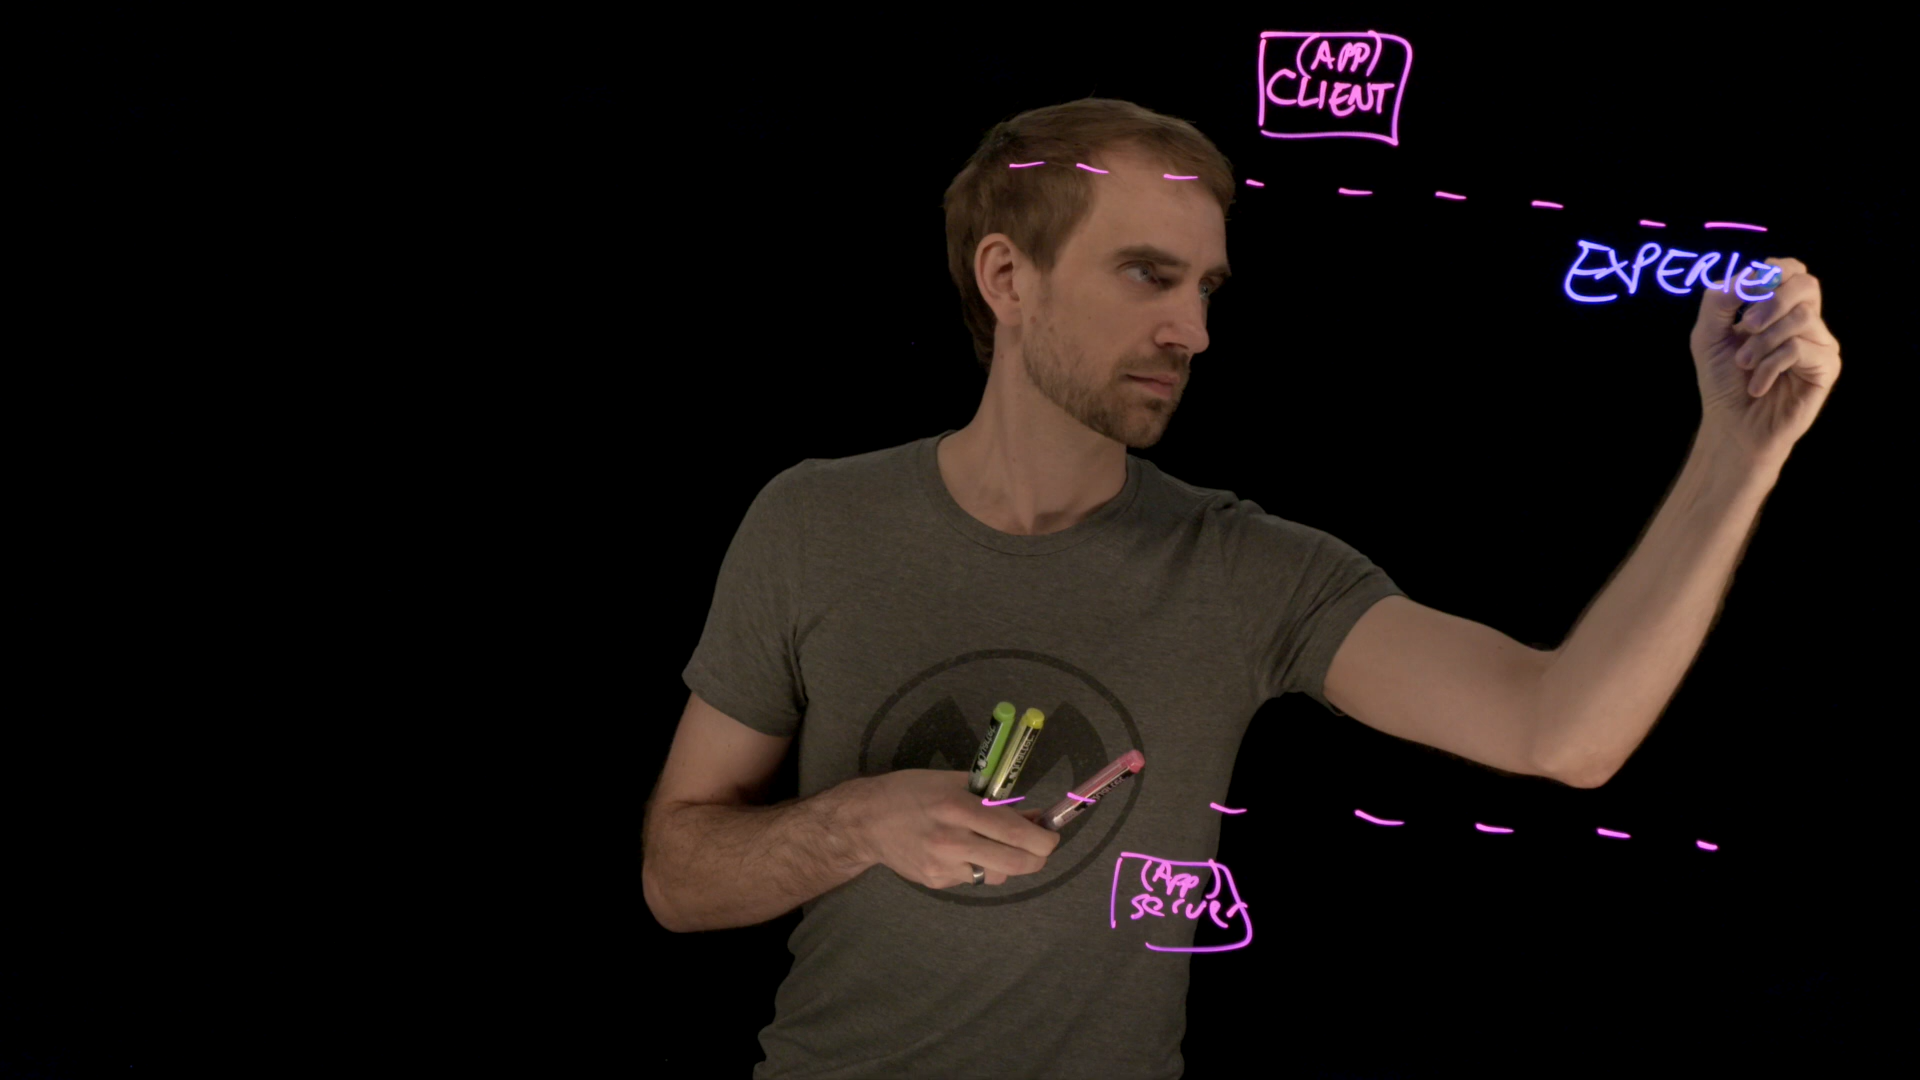 (APP)
CLIENT
EXPERIE
(APP)
server